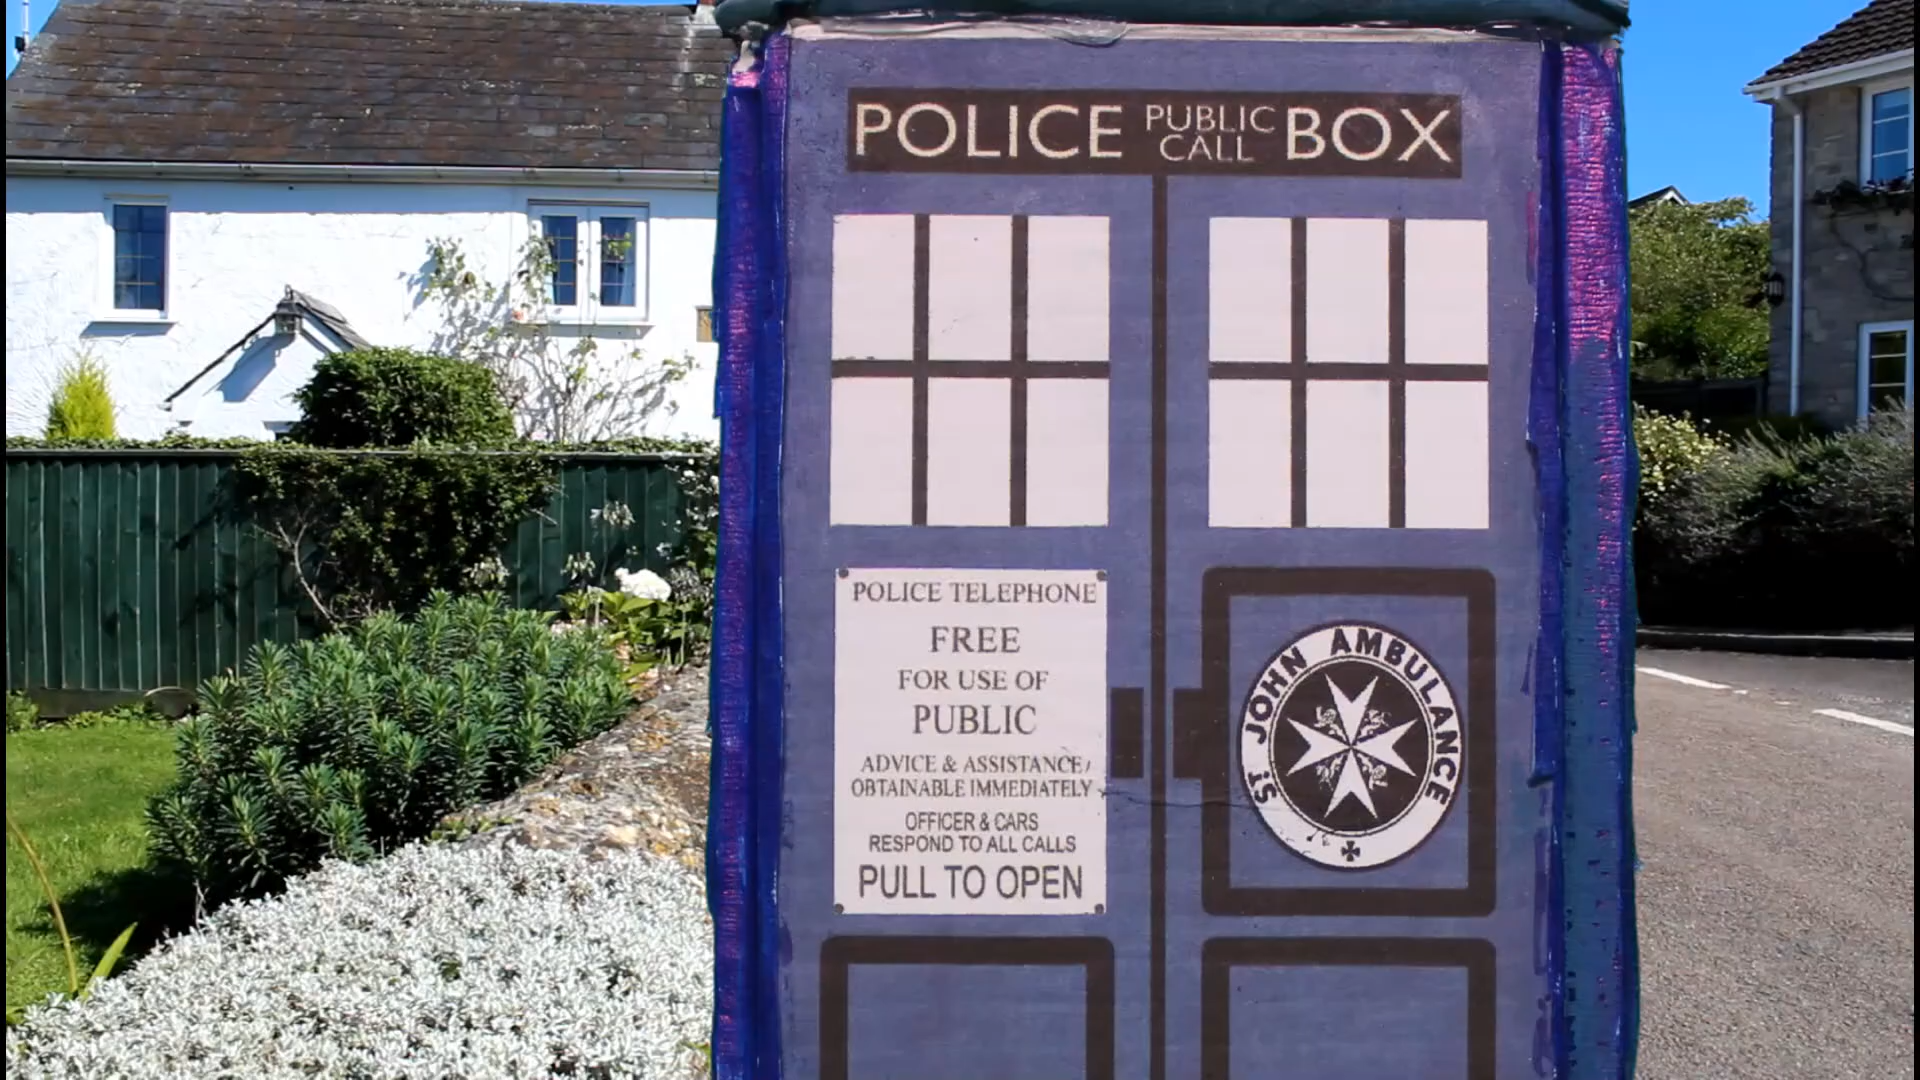 POLICE PUBLIC CALL BOX
POLICE TELEPHONE
FREE
FOR USE OF
PUBLIC
ADVICE & ASSISTANCE
OBTAINABLE IMMEDIATELY
OFFICER & CARS
RESPOND TO ALL CALLS
PULL TO OPEN
ST JOHN AMBULANCE